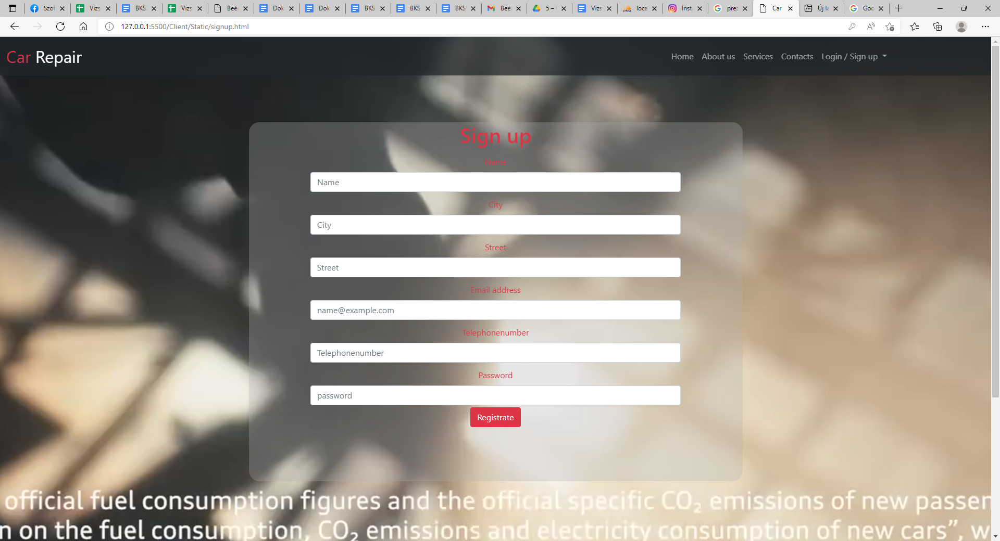 Szof
Vizs
BKS
Vizs
Beé
Dok
Dok
BKS
BKS
BKS
Beé
5 –
Vizs
loca
Inst
prez
Car
Új la
Goc
127.0.0.1:5500/Client/Static/signup.html
Car Repair
Home About us Services Contacts Login / Sign up
Sign up
Name
Name
City
City
Street
Street
Email address
name@example.com
Telephonenumber
Telephonenumber
Password
password
Registrate
official fuel consumption figures and the official specific CO₂ emissions of new passen
n on the fuel consumption, CO₂ emissions and electricity consumption of new cars”, w